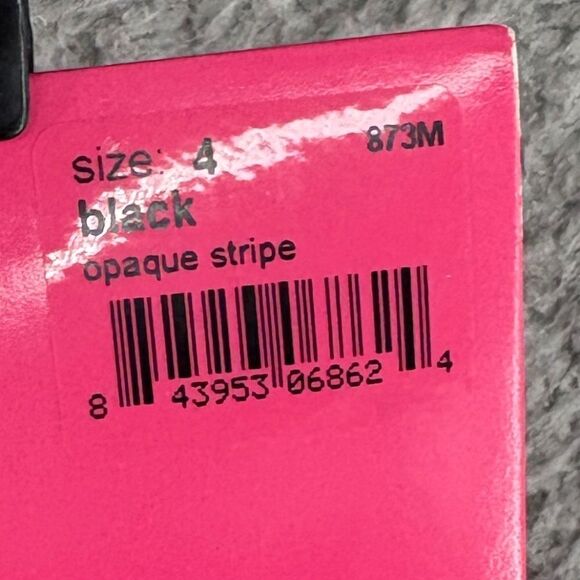 size: 4 873M
black
opaque stripe
8 43953 06862 4